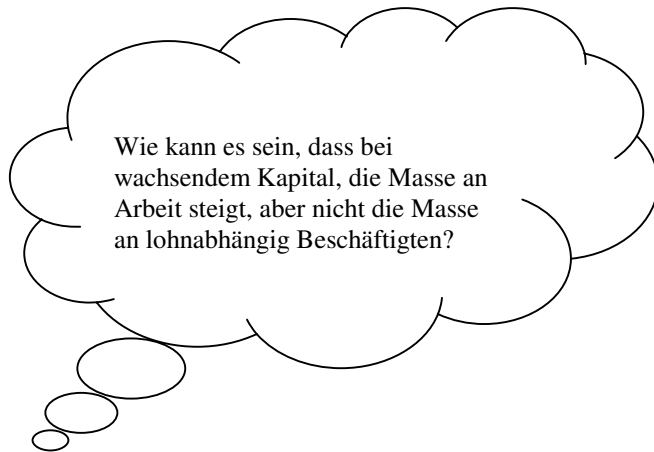 Wie kann es sein, dass bei
wachsendem Kapital, die Masse an
Arbeit steigt, aber nicht die Masse
an lohnabhängig Beschäftigten?